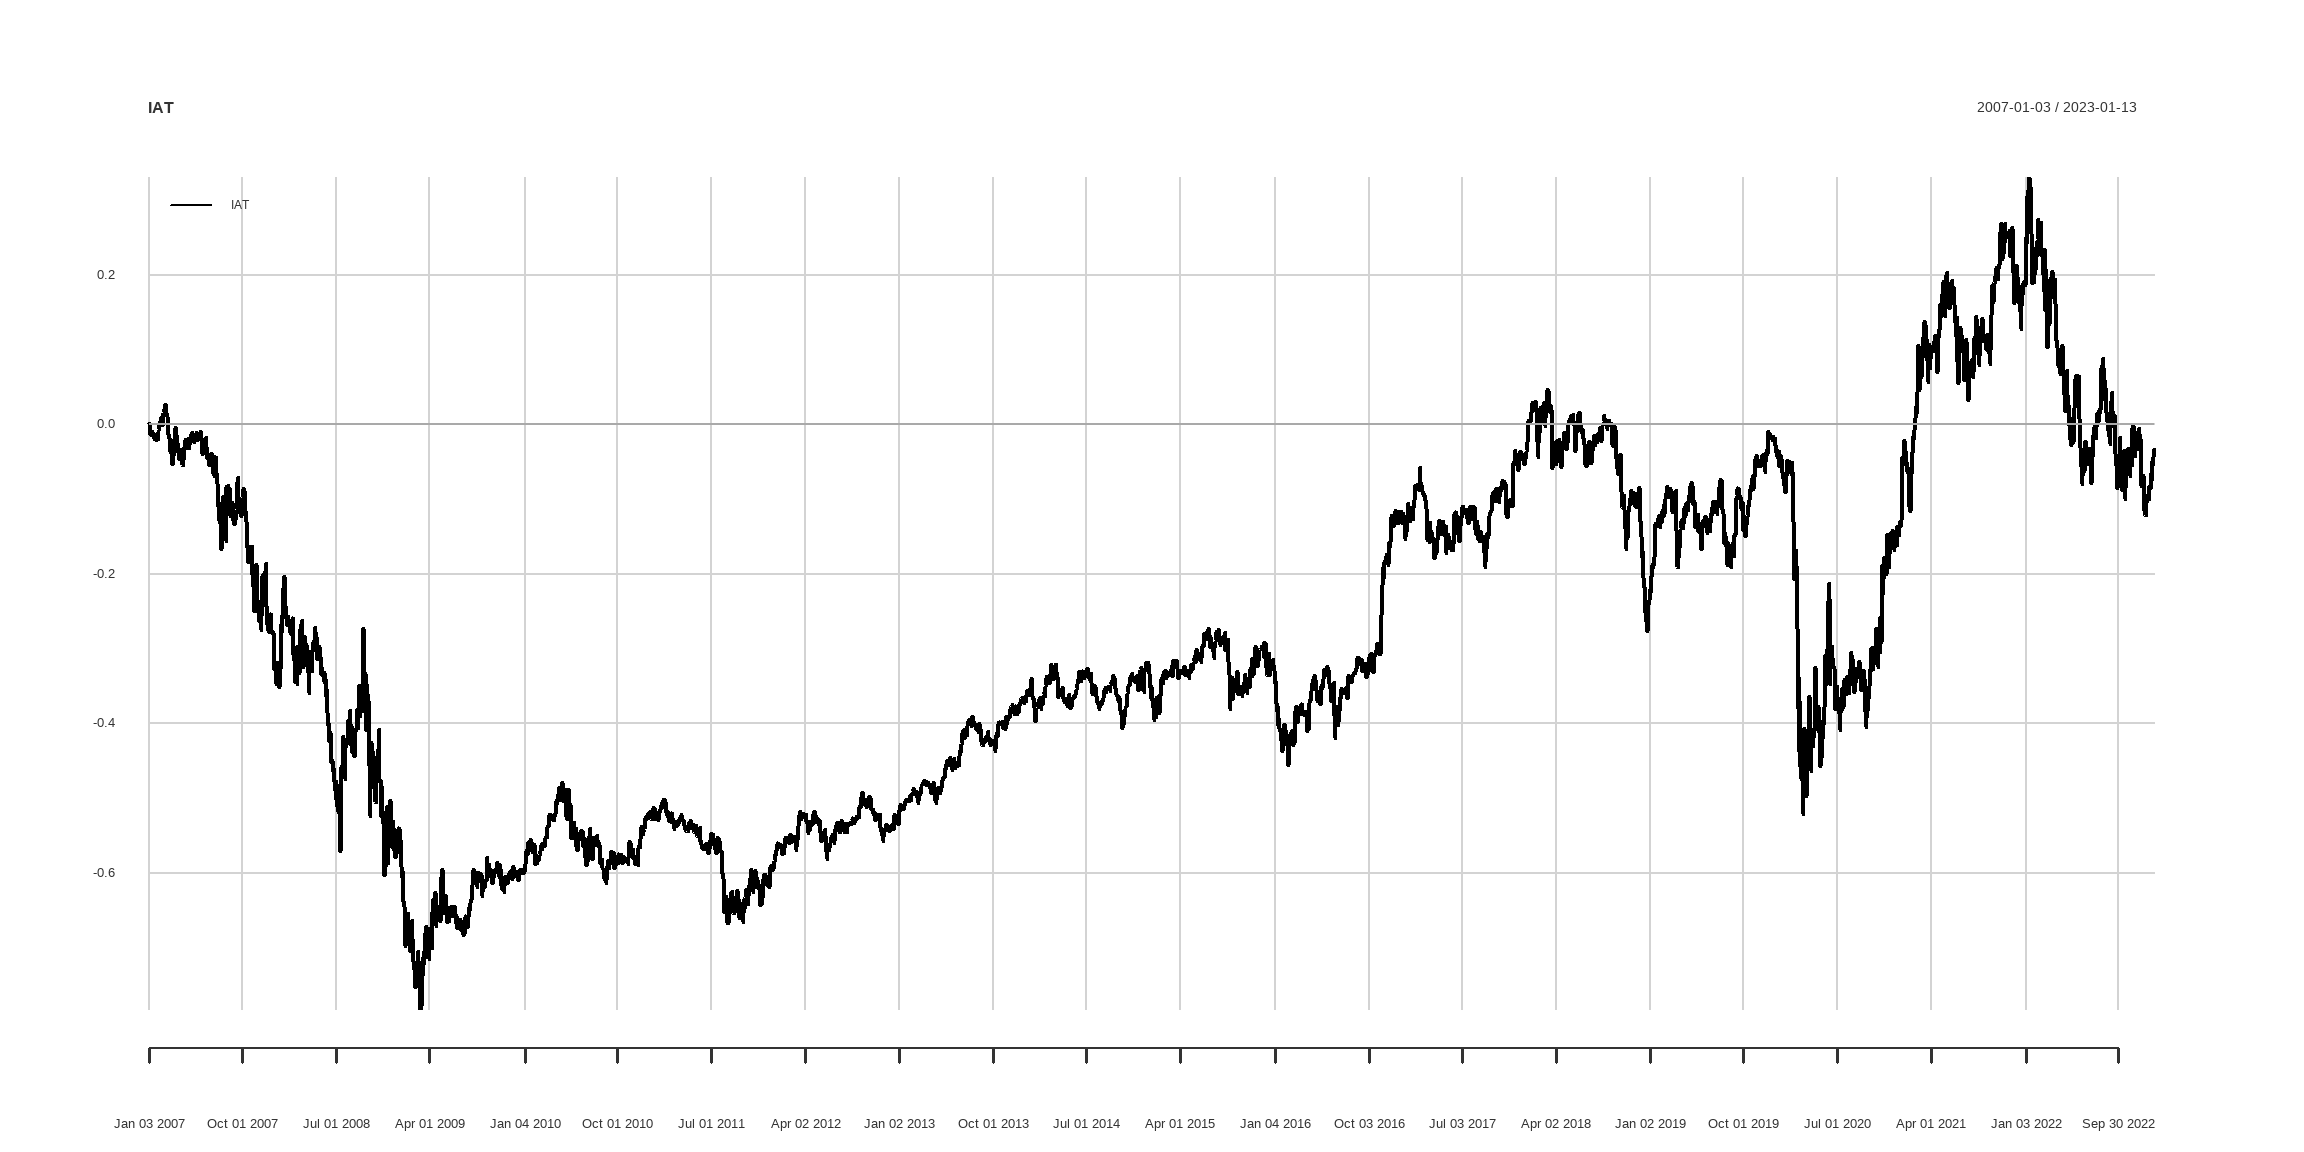 IAT
2007-01-03 / 2023-01-13
IAT
0.2
0.0
-0.2
-0.4
-0.6
Jan 03 2007 Oct 01 2007 Jul 01 2008 Apr 01 2009 Jan 04 2010 Oct 01 2010 Jul 01 2011 Apr 02 2012 Jan 02 2013 Oct 01 2013 Jul 01 2014 Apr 01 2015 Jan 04 2016 Oct 03 2016 Jul 03 2017 Apr 02 2018 Jan 02 2019 Oct 01 2019 Jul 01 2020 Apr 01 2021 Jan 03 2022 Sep 30 2022